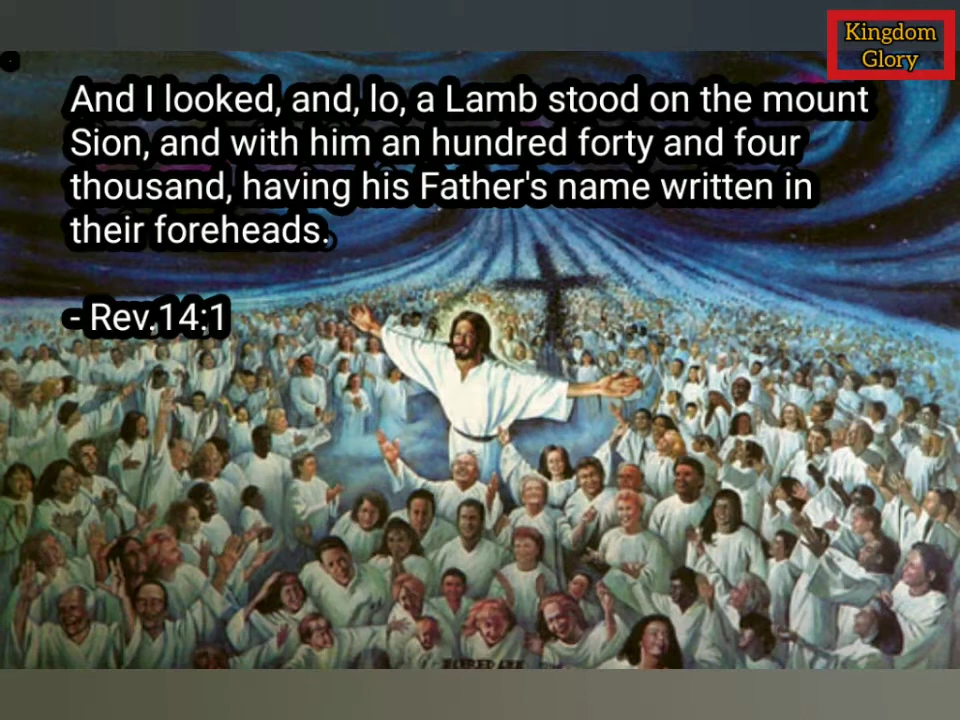 Kingdom
Glory
And I looked, and, lo, a Lamb stood on the mount
Sion, and with him an hundred forty and four
thousand, having his Father's name written in
their foreheads.
- Rev.14:1